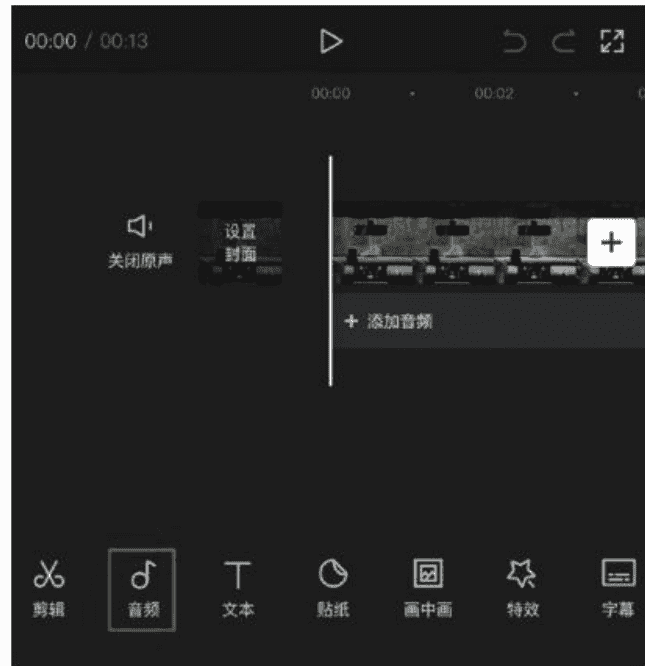 00:00 / 00:13
00:00
00:02
关闭原声
设置
封面
+ 添加音频
剪辑
音频
文本
贴纸
画中画
特效
字幕